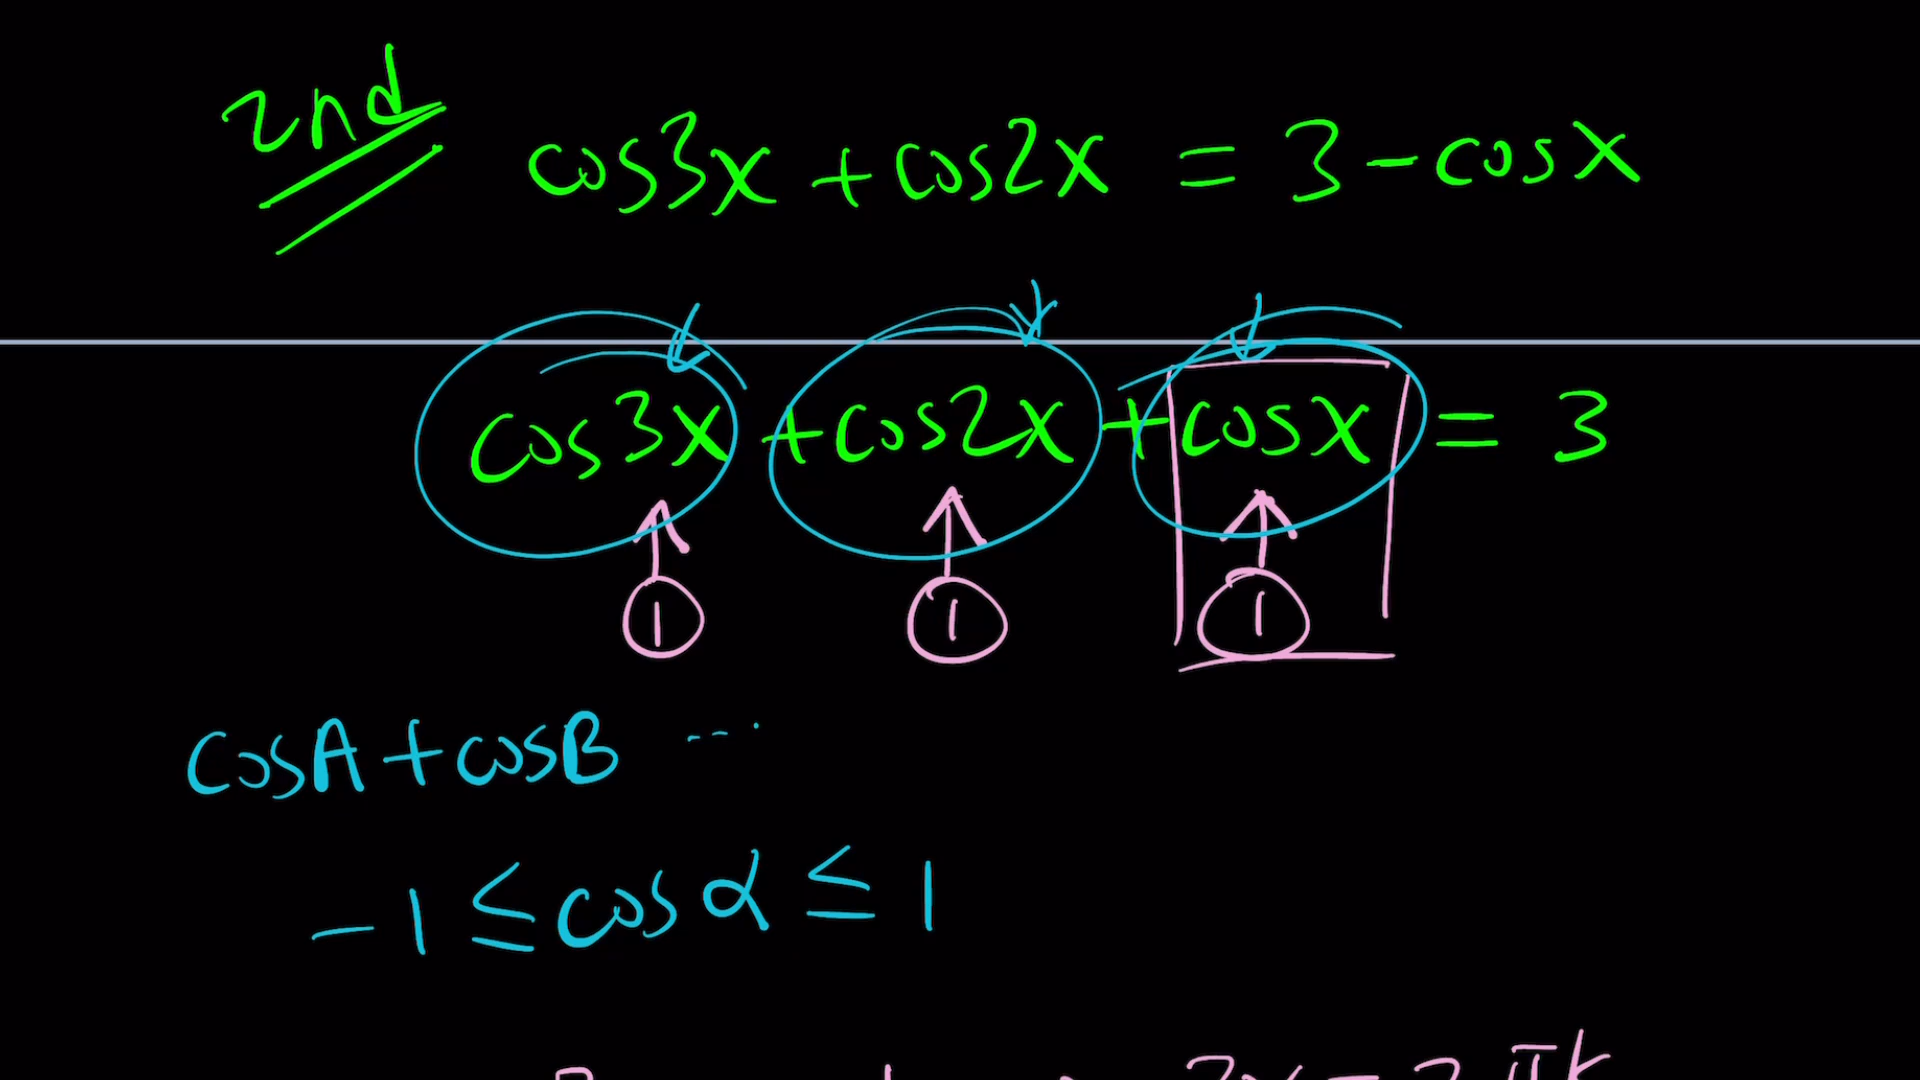 2nd cos3x + cos2x = 3 - cosx
cos3x + cos2x + cosx = 3
1 1 1
cosA + cosB ...
-1 ≤ cos α ≤ 1